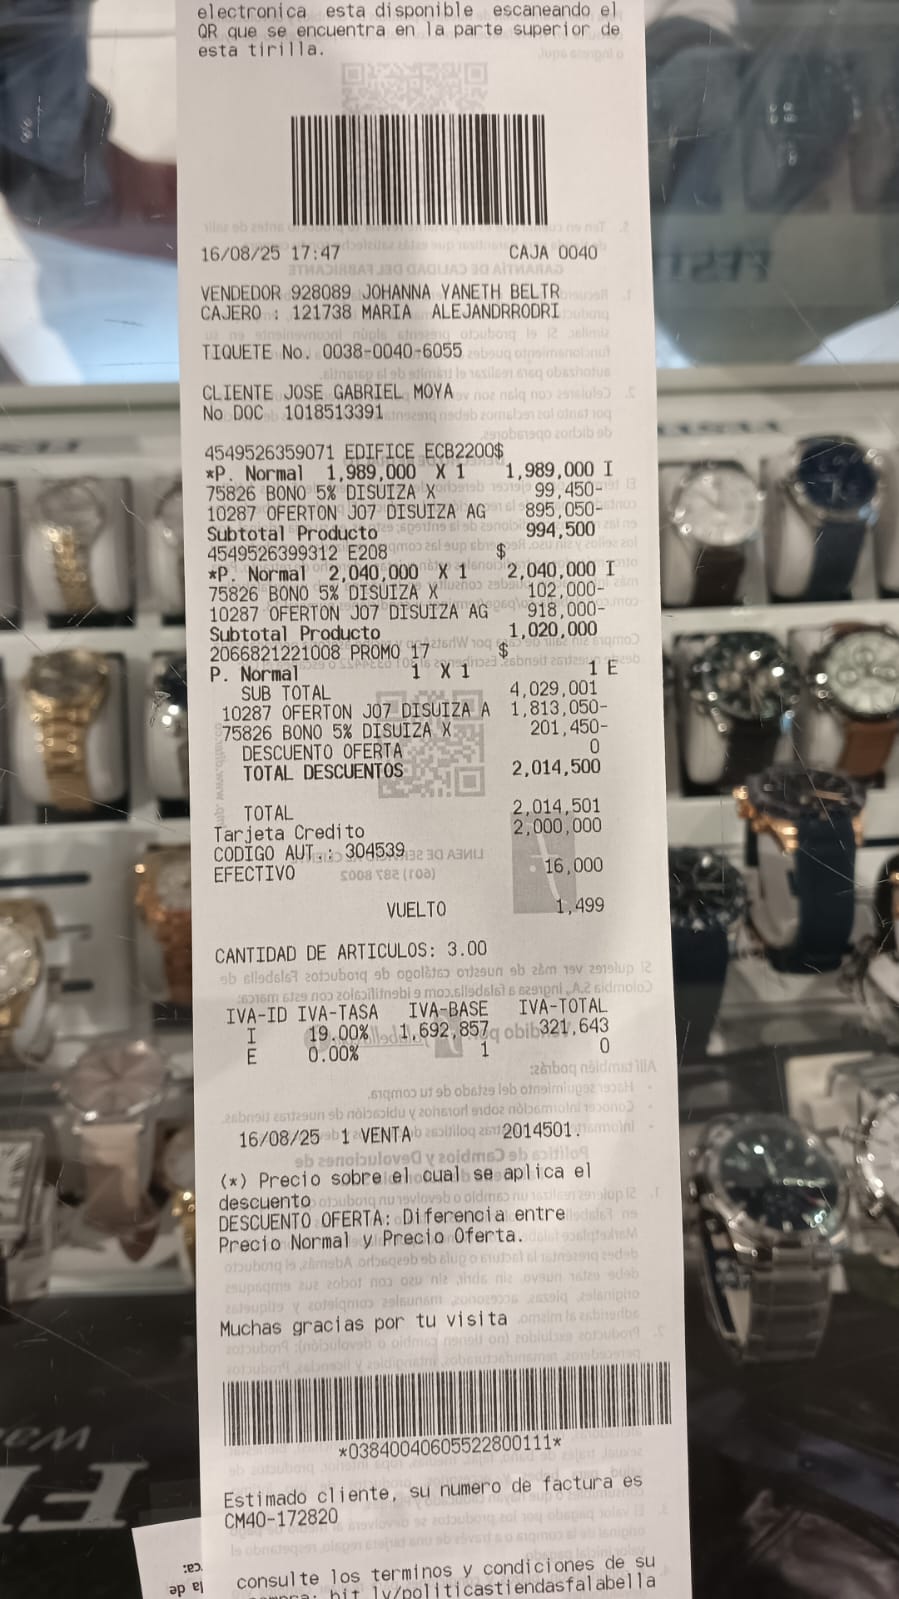 electronica esta disponible escaneando el
QR que se encuentra en la parte superior de
esta tirilla.
16/08/25 17:47 CAJA 0040
VENDEDOR 928089 JOHANNA YANETH BELTR
CAJERO : 121738 MARIA ALEJANDRRODRI
TIQUETE No. 0038-0040-6055
CLIENTE JOSE GABRIEL MOYA
No DOC 1018513391
4549526359071 EDIFICE ECB2200$
*P. Normal 1,989,000 X 1 1,989,000 I
75826 BONO 5% DISUIZA X 99,450-
10287 OFERTON J07 DISUIZA AG 895,050-
Subtotal Producto 994,500
4549526399312 E208 $
*P. Normal 2,040,000 X 1 2,040,000 I
75826 BONO 5% DISUIZA X 102,000-
10287 OFERTON J07 DISUIZA AG 918,000-
Subtotal Producto 1,020,000
2066821221008 PROMO 17 $
P. Normal 1 X 1 1 E
SUB TOTAL 4,029,001
10287 OFERTON J07 DISUIZA A 1,813,050-
75826 BONO 5% DISUIZA X 201,450-
DESCUENTO OFERTA 0
TOTAL DESCUENTOS 2,014,500
TOTAL 2,014,501
Tarjeta Credito 2,000,000
CODIGO AUT.: 304539
EFECTIVO 16,000
VUELTO 1,499
CANTIDAD DE ARTICULOS: 3.00
IVA-ID IVA-TASA IVA-BASE IVA-TOTAL
I 19.00% 1,692,857 321,643
E 0.00% 1 0
16/08/25 1 VENTA 2014501.
(*) Precio sobre el cual se aplica el
descuento
DESCUENTO OFERTA: Diferencia entre
Precio Normal y Precio Oferta.
Muchas gracias por tu visita
*03840040605522800111*
Estimado cliente, su numero de factura es
CM40-172820
consulte los terminos y condiciones de su
bit.ly/politicastiendasfalabella